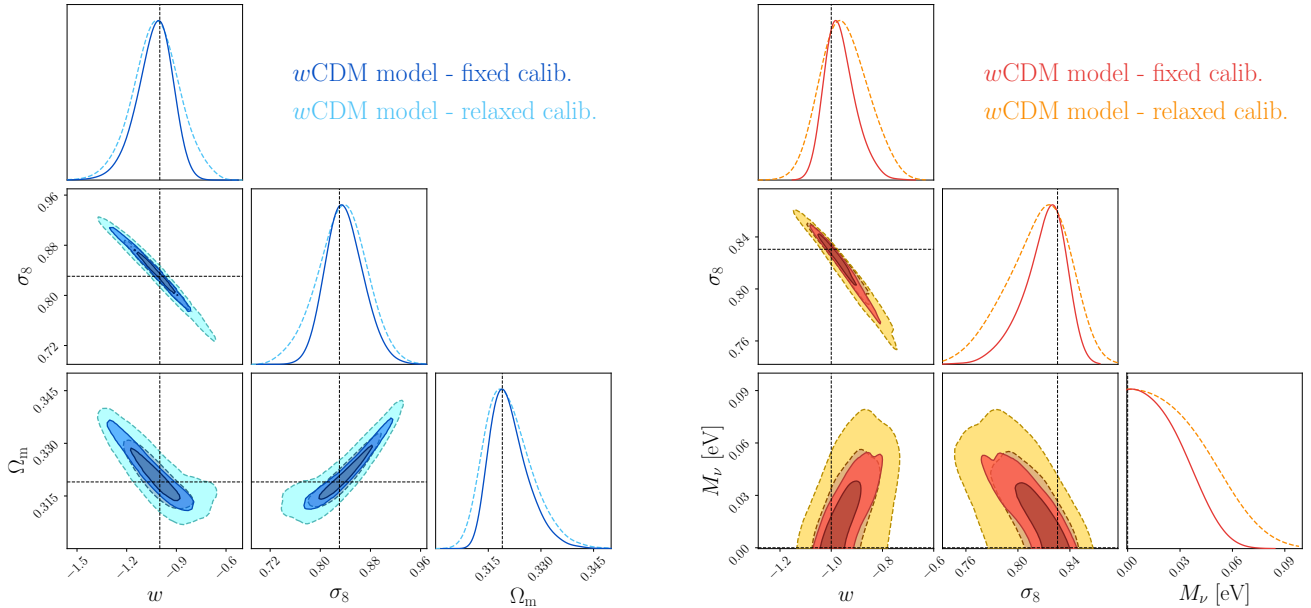 wCDM model - fixed calib.
wCDM model - relaxed calib.
0.96
0.88
0.80
0.72
σ8
0.345
0.330
0.315
Ωm
−1.5
−1.2
−0.9
−0.6
w
0.72
0.80
0.88
0.96
σ8
0.315
0.330
0.345
Ωm
wCDM model - fixed calib.
wCDM model - relaxed calib.
0.84
0.80
0.76
σ8
0.09
0.06
0.03
0.00
Mν [eV]
−1.2
−1.0
−0.8
w
0.76
0.80
0.84
σ8
0.00
0.03
0.06
0.09
Mν [eV]